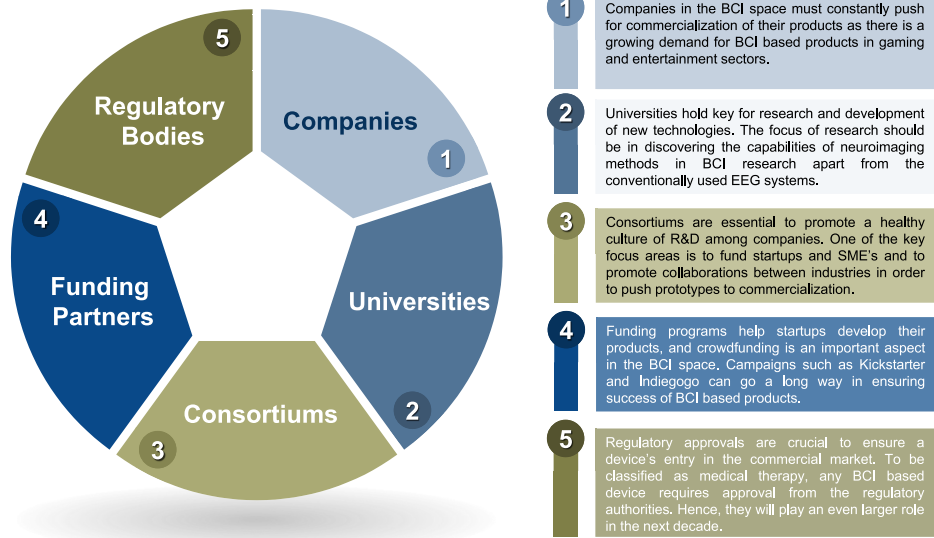 5
Regulatory
Bodies
Companies
1
4
Funding
Partners
Universities
2
Consortiums
3
1
Companies in the BCI space must constantly push
for commercialization of their products as there is a
growing demand for BCI based products in gaming
and entertainment sectors.
2
Universities hold key for research and development
of new technologies. The focus of research should
be in discovering the capabilities of neuroimaging
methods in BCI research apart from the
conventionally used EEG systems.
3
Consortiums are essential to promote a healthy
culture of R&D among companies. One of the key
focus areas is to fund startups and SME's and to
promote collaborations between industries in order
to push prototypes to commercialization.
4
Funding programs help startups develop their
products, and crowdfunding is an important aspect
in the BCI space. Campaigns such as Kickstarter
and Indiegogo can go a long way in ensuring
success of BCI based products.
5
Regulatory approvals are crucial to ensure a
device's entry in the commercial market. To be
classified as medical therapy, any BCI based
device requires approval from the regulatory
authorities. Hence, they will play an even larger role
in the next decade.